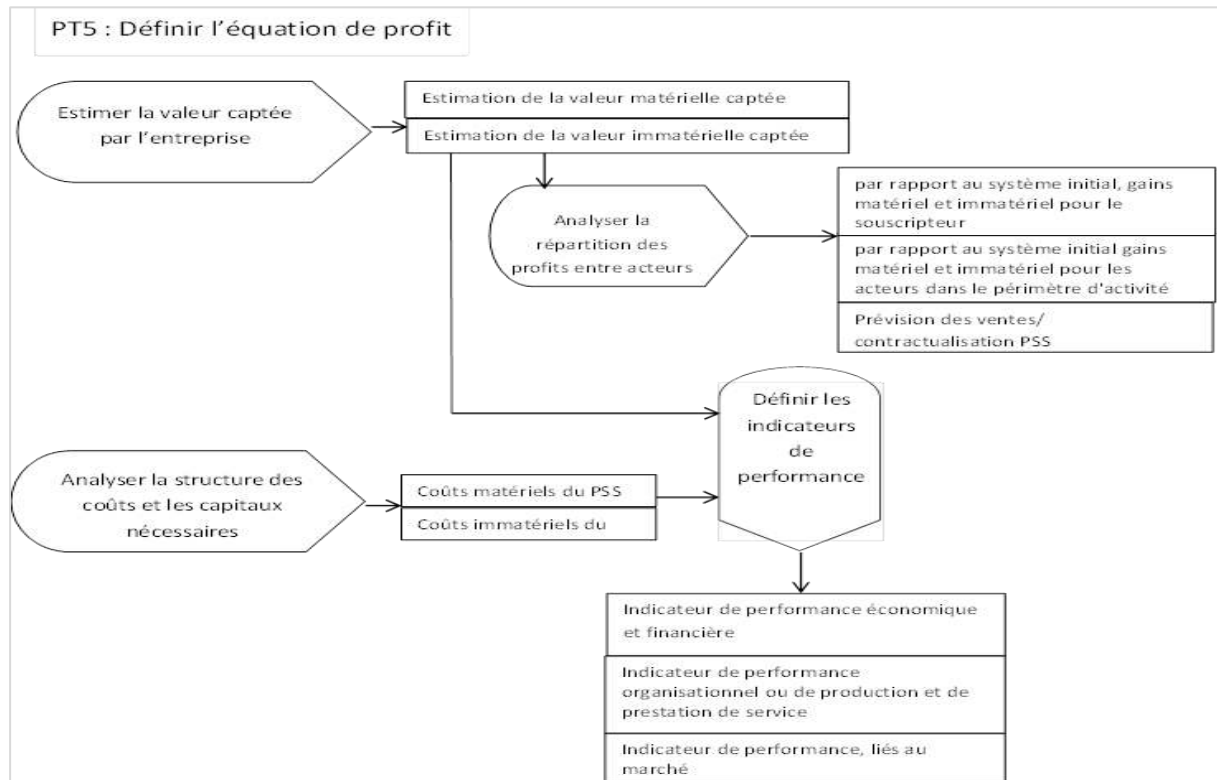 PT5 : Définir l'équation de profit
Estimer la valeur captée
par l'entreprise
Estimation de la valeur matérielle captée
Estimation de la valeur immatérielle captée
Analyser la
répartition des
profits entre acteurs
par rapport au système initial, gains
matériel et immatériel pour le
souscripteur
par rapport au système initial gains
matériel et immatériel pour les
acteurs dans le périmètre d'activité
Prévision des ventes/
contractualisation PSS
Définir les
indicateurs
de
performance
Analyser la structure des
coûts et les capitaux
nécessaires
Coûts matériels du PSS
Coûts immatériels du
Indicateur de performance économique
et financière
Indicateur de performance
organisationnel ou de production et de
prestation de service
Indicateur de performance, liés au
marché